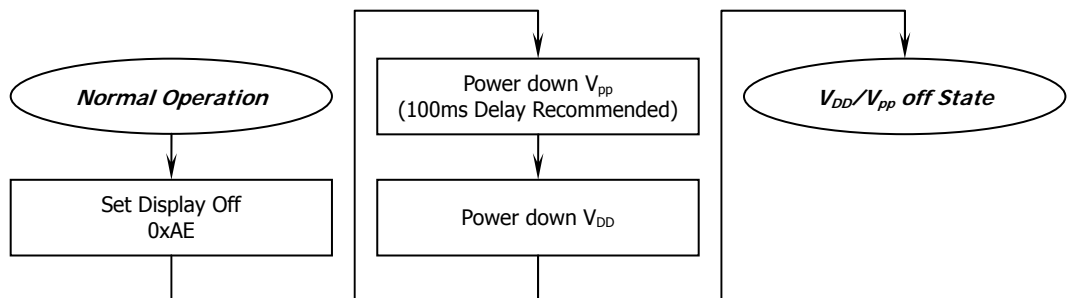 Normal Operation
Set Display Off
0xAE
Power down Vpp
(100ms Delay Recommended)
Power down VDD
VDD/Vpp off State